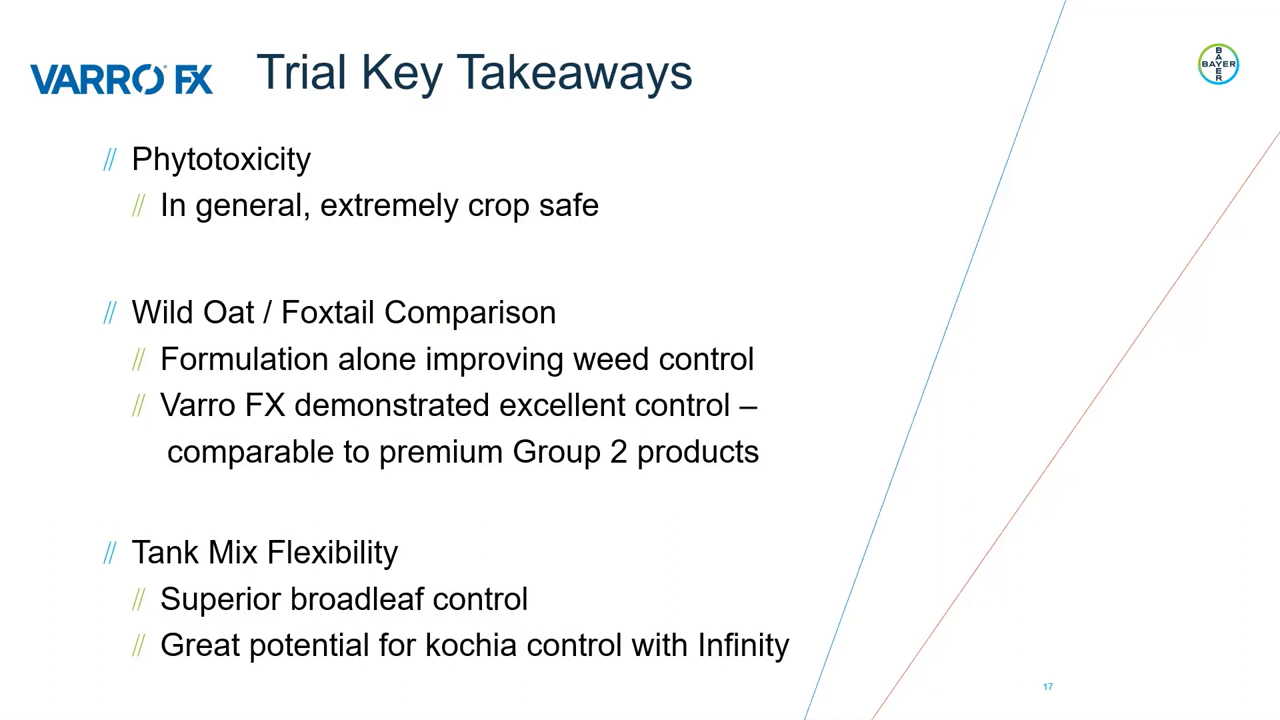 VARRO FX
Trial Key Takeaways
BAYER
BAYER
// Phytotoxicity
// In general, extremely crop safe
// Wild Oat / Foxtail Comparison
// Formulation alone improving weed control
// Varro FX demonstrated excellent control –
comparable to premium Group 2 products
// Tank Mix Flexibility
// Superior broadleaf control
// Great potential for kochia control with Infinity
17